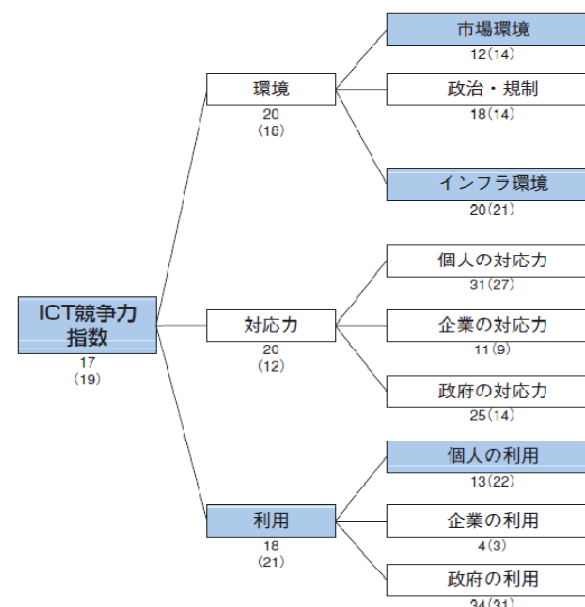 市場環境
12(14)
環境
20
(18)
政治・規制
18(14)
インフラ環境
20(21)
ICT競争力
指数
17
(19)
対応力
20
(12)
個人の対応力
31(27)
企業の対応力
11(9)
政府の対応力
25(14)
利用
18
(21)
個人の利用
13(22)
企業の利用
4(3)
政府の利用
34(31)